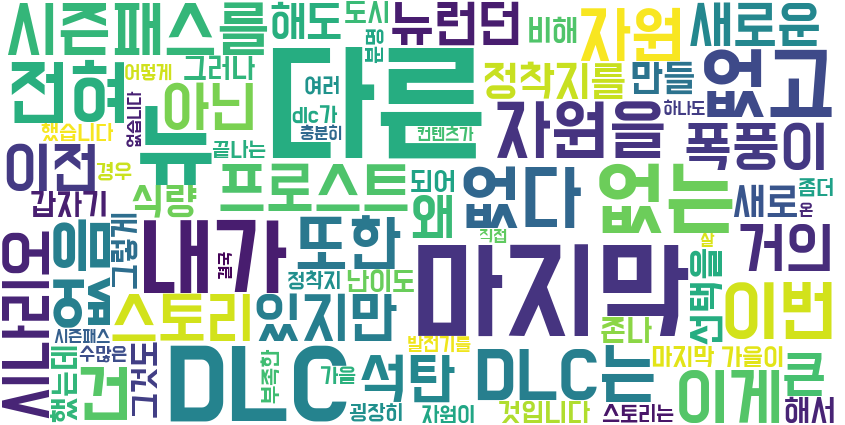 시즌패스를
해도
도시
뉴런던
비해
자원
새로운
전혀
어떻게
그러나
분명
다른
정착지를
만들
없고
없습니다
아닌
뉴
여러
dlc가
충분히
컨텐츠가
자원을
하나도
폭풍이
했습니다
끝나는
이전
경우
갑자기
식량
프로스트
되어
왜
없다
없는
새로
좀더
온
시나리오
없음
그렇게
내가
결국
또한
직접
마지막
살
선택을
거의
정착지
난이도
스토리
있지만
이번
존나
발전기를
시즌패스
수많은
했는데
건
그것도
DLC
부족한
가을
석탄
DLC는
마지막 가을이
이게
큰
굉장히
자원이
것입니다
스토리는
해서